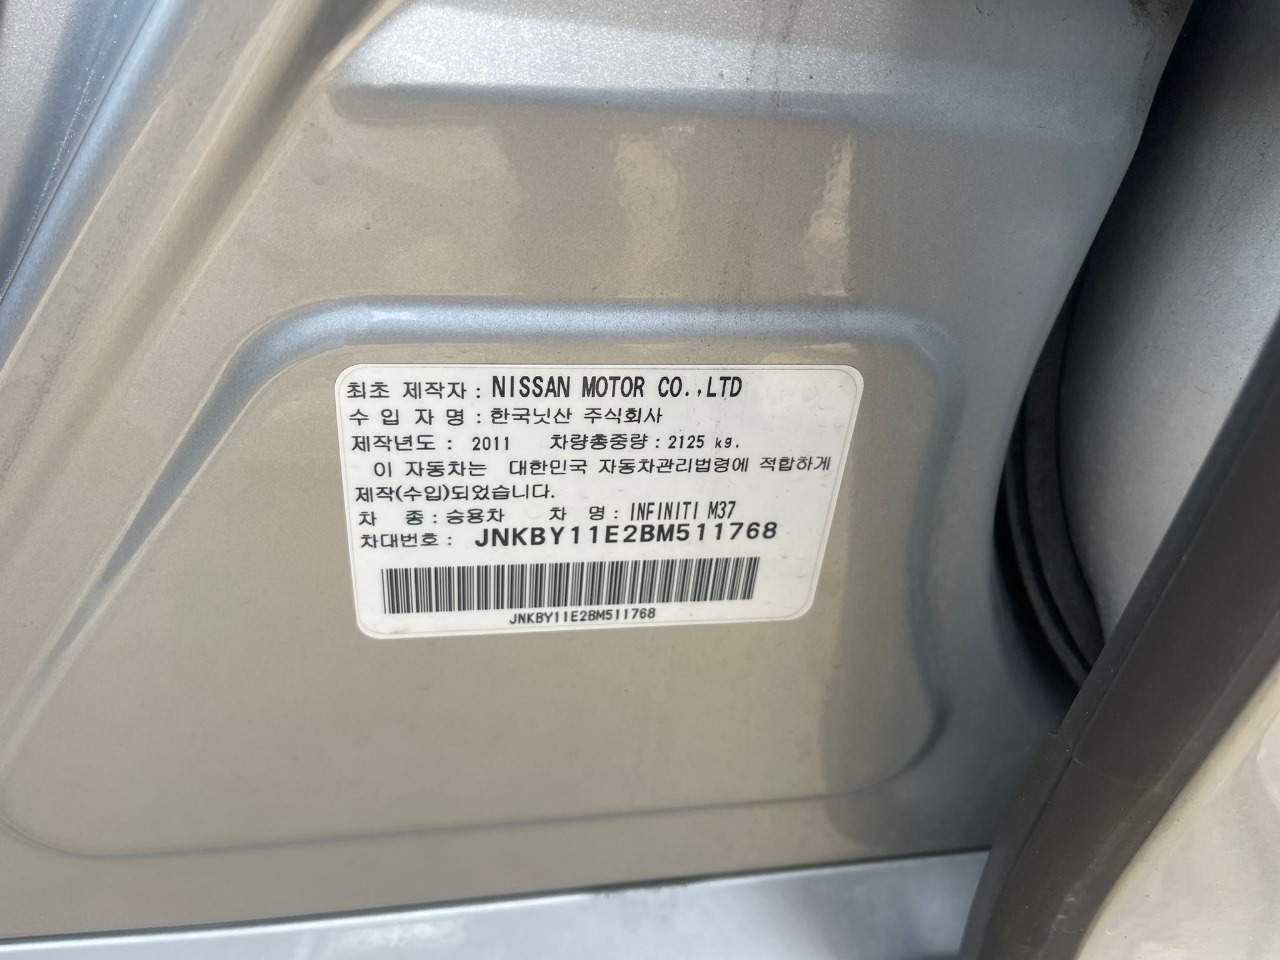 최초 제작자 : NISSAN MOTOR CO.,LTD
수 입 자 명 : 한국닛산 주식회사
제작년도 : 2011 차량총중량 : 2125 kg.
이 자동차는 대한민국 자동차관리법령에 적합하게
제작(수입)되었습니다.
차 종 : 승용차 차 명 : INFINITI M37
차대번호 : JNKBY11E2BM511768
JNKBY11E2BM511768